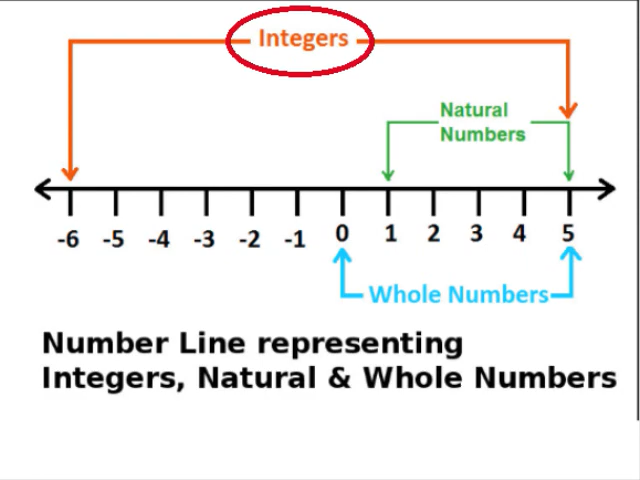 Integers
Natural
Numbers
-6 -5 -4 -3 -2 -1 0 1 2 3 4 5
Whole Numbers
Number Line representing
Integers, Natural & Whole Numbers